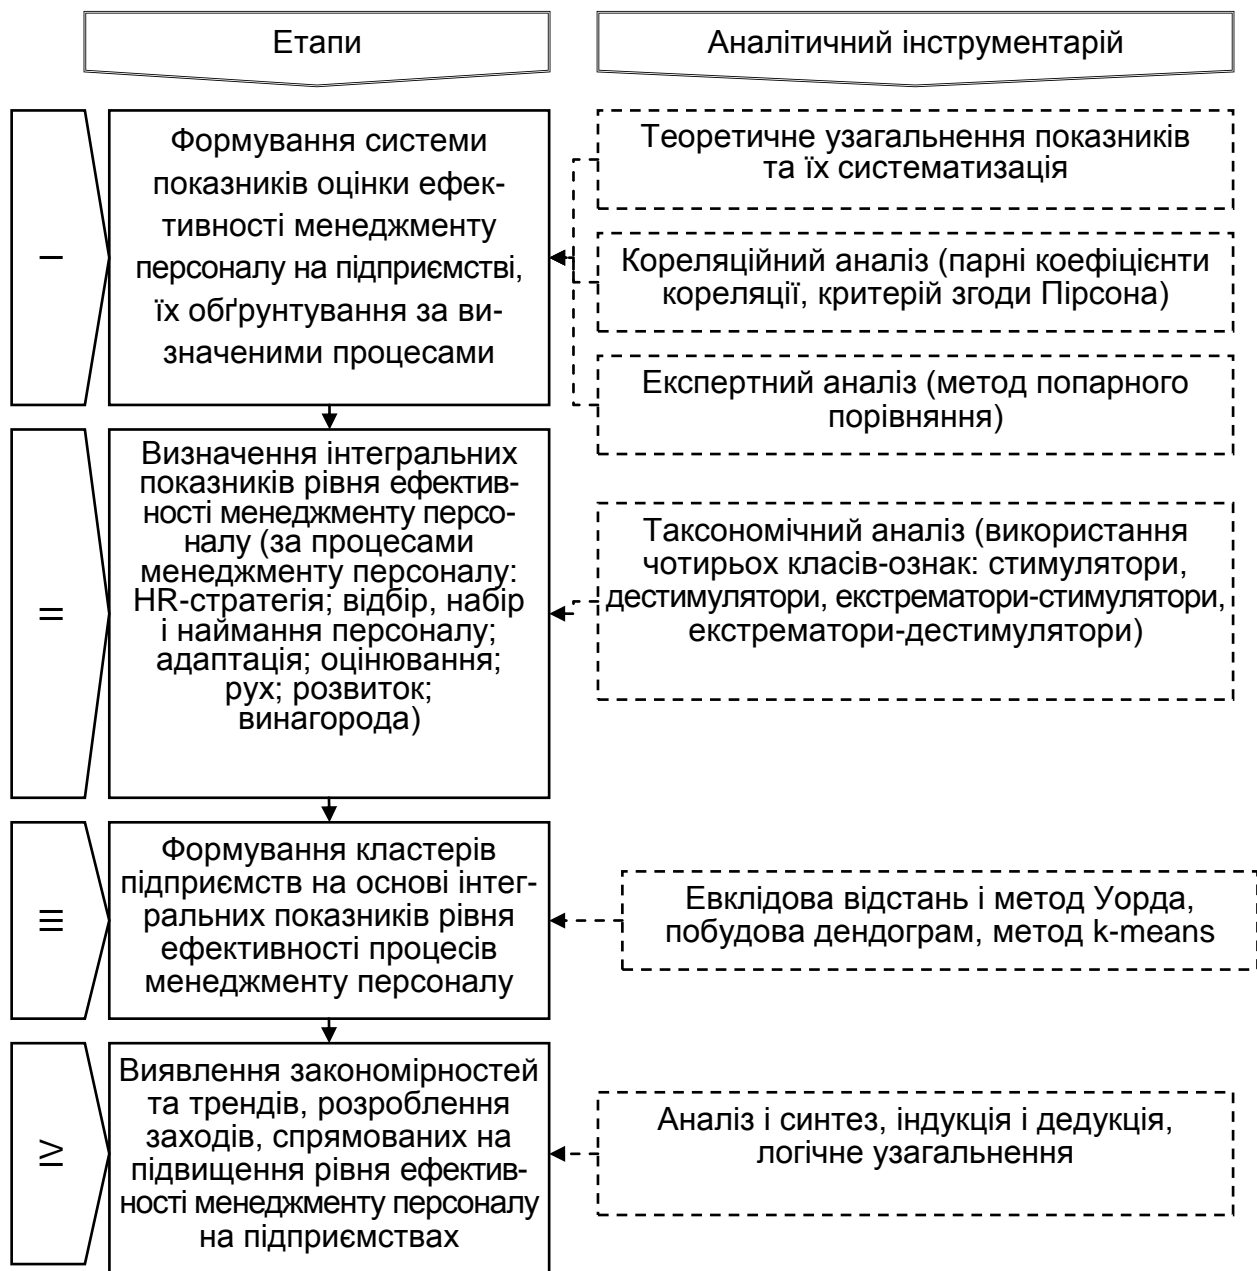 Етапи
Аналітичний інструментарій
–
Формування системи
показників оцінки ефек-
тивності менеджменту
персоналу на підприємстві,
їх обґрунтування за ви-
значеними процесами
Теоретичне узагальнення показників
та їх систематизація
Кореляційний аналіз (парні коефіцієнти
кореляції, критерій згоди Пірсона)
Експертний аналіз (метод попарного
порівняння)
=
Визначення інтегральних
показників рівня ефектив-
ності менеджменту персо-
налу (за процесами
менеджменту персоналу:
HR-стратегія; відбір, набір
і наймання персоналу;
адаптація; оцінювання;
рух; розвиток;
винагорода)
Таксономічний аналіз (використання
чотирьох класів-ознак: стимулятори,
дестимулятори, екстрематори-стимулятори,
екстрематори-дестимулятори)
≡
Формування кластерів
підприємств на основі інтег-
ральних показників рівня
ефективності процесів
менеджменту персоналу
Евклідова відстань і метод Уорда,
побудова дендограм, метод k-means
≥
Виявлення закономірностей
та трендів, розроблення
заходів, спрямованих на
підвищення рівня ефектив-
ності менеджменту персоналу
на підприємствах
Аналіз і синтез, індукція і дедукція,
логічне узагальнення